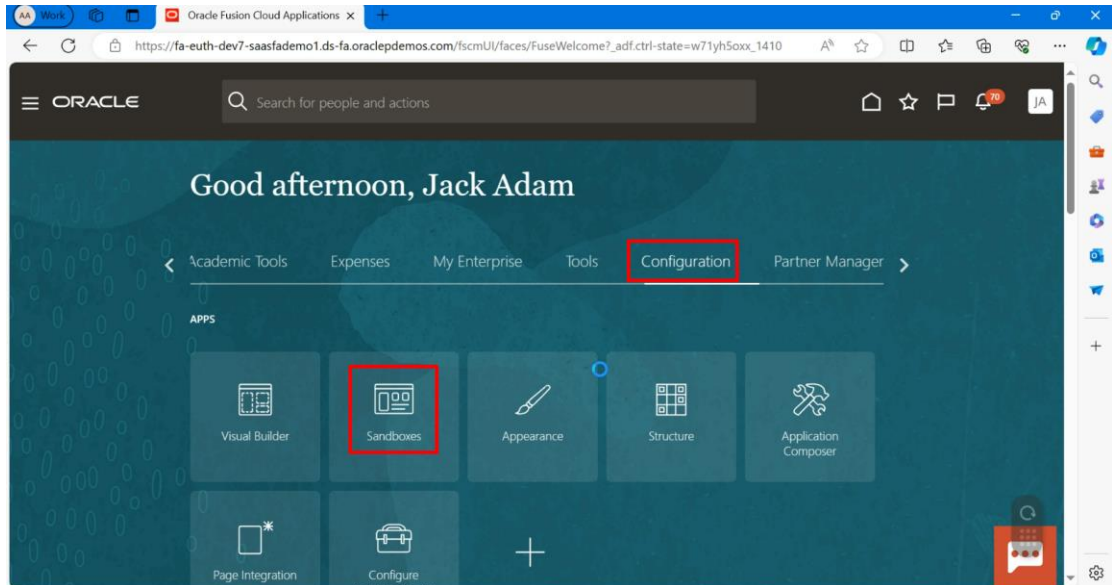 AA Work
Oracle Fusion Cloud Applications
https://fa-euth-dev7-saasfademo1.ds-fa.oraclepdemos.com/fscmUI/faces/FuseWelcome?_adf.ctrl-state=w71yh5oxx_1410
ORACLE
Search for people and actions
70
JA
Good afternoon, Jack Adam
Academic Tools Expenses My Enterprise Tools Configuration Partner Manager
APPS
Visual Builder
Sandboxes
Appearance
Structure
Application
Composer
Page Integration
Configure